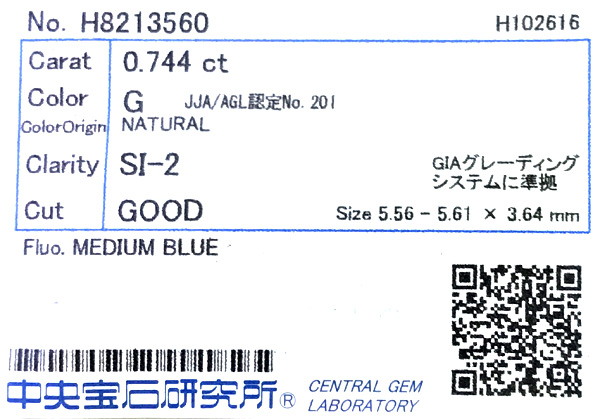 No. H8213560 H102616
Carat 0.744 ct
Color G JJA/AGL認定No. 201
ColorOrigin NATURAL
Clarity SI-2 GIAグレーディング
システムに準拠
Cut GOOD Size 5.56 - 5.61 × 3.64 mm
Fluo. MEDIUM BLUE
中央宝石研究所® CENTRAL GEM
LABORATORY